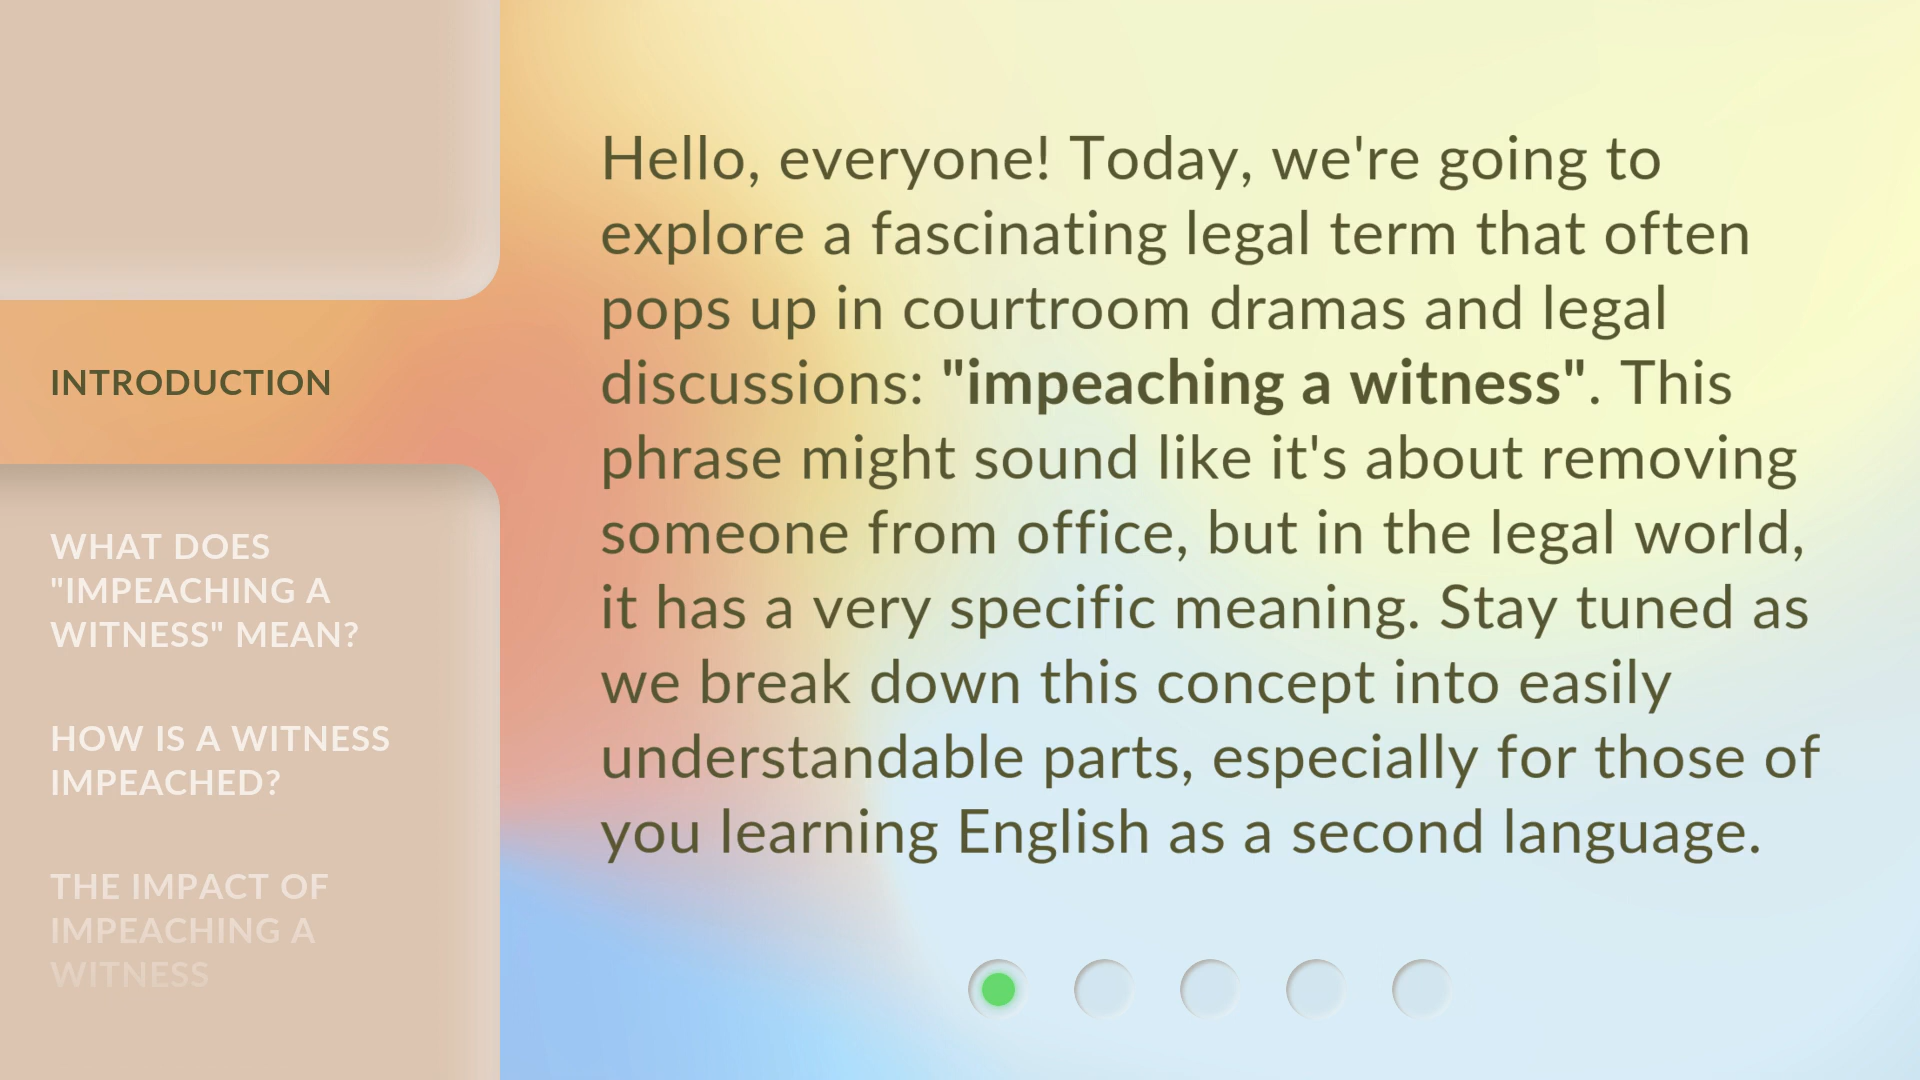 INTRODUCTION
WHAT DOES
"IMPEACHING A
WITNESS" MEAN?
HOW IS A WITNESS
IMPEACHED?
THE IMPACT OF
IMPEACHING A
WITNESS
Hello, everyone! Today, we're going to
explore a fascinating legal term that often
pops up in courtroom dramas and legal
discussions: "impeaching a witness". This
phrase might sound like it's about removing
someone from office, but in the legal world,
it has a very specific meaning. Stay tuned as
we break down this concept into easily
understandable parts, especially for those of
you learning English as a second language.